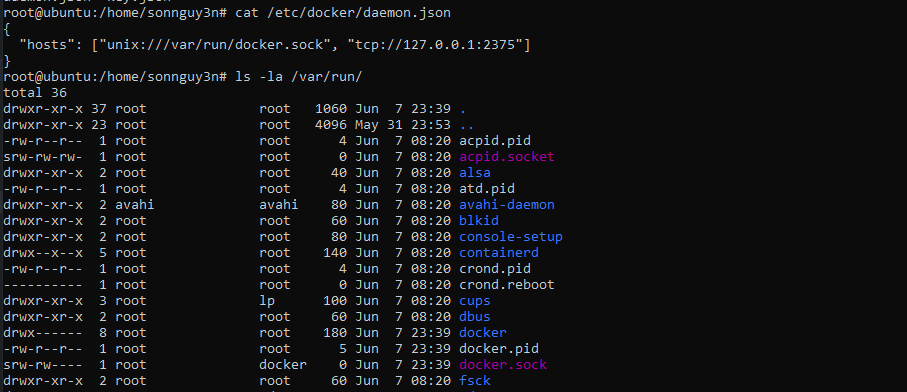 root@ubuntu:/home/sonnguy3n# cat /etc/docker/daemon.json
{
  "hosts": ["unix:///var/run/docker.sock", "tcp://127.0.0.1:2375"]
}
root@ubuntu:/home/sonnguy3n# ls -la /var/run/
total 36
drwxr-xr-x 37 root              root   1060 Jun  7 23:39 .
drwxr-xr-x 23 root              root   4096 May 31 23:53 ..
-rw-r--r--  1 root              root      4 Jun  7 08:20 acpid.pid
srw-rw-rw-  1 root              root      0 Jun  7 08:20 acpid.socket
drwxr-xr-x  2 root              root     40 Jun  7 08:20 alsa
-rw-r--r--  1 root              root      4 Jun  7 08:20 atd.pid
drwxr-xr-x  2 avahi             avahi    80 Jun  7 08:20 avahi-daemon
drwxr-xr-x  2 root              root     60 Jun  7 08:20 blkid
drwxr-xr-x  2 root              root     80 Jun  7 08:20 console-setup
drwx--x--x  5 root              root    140 Jun  7 08:20 containerd
-rw-r--r--  1 root              root      4 Jun  7 08:20 crond.pid
----------  1 root              root      0 Jun  7 08:20 crond.reboot
drwxr-xr-x  3 root              lp      100 Jun  7 08:20 cups
drwxr-xr-x  2 root              root     60 Jun  7 08:20 dbus
drwx------  8 root              root    180 Jun  7 23:39 docker
-rw-r--r--  1 root              root      5 Jun  7 23:39 docker.pid
srw-rw----  1 root              docker    0 Jun  7 23:39 docker.sock
drwxr-xr-x  2 root              root     60 Jun  7 08:20 fsck